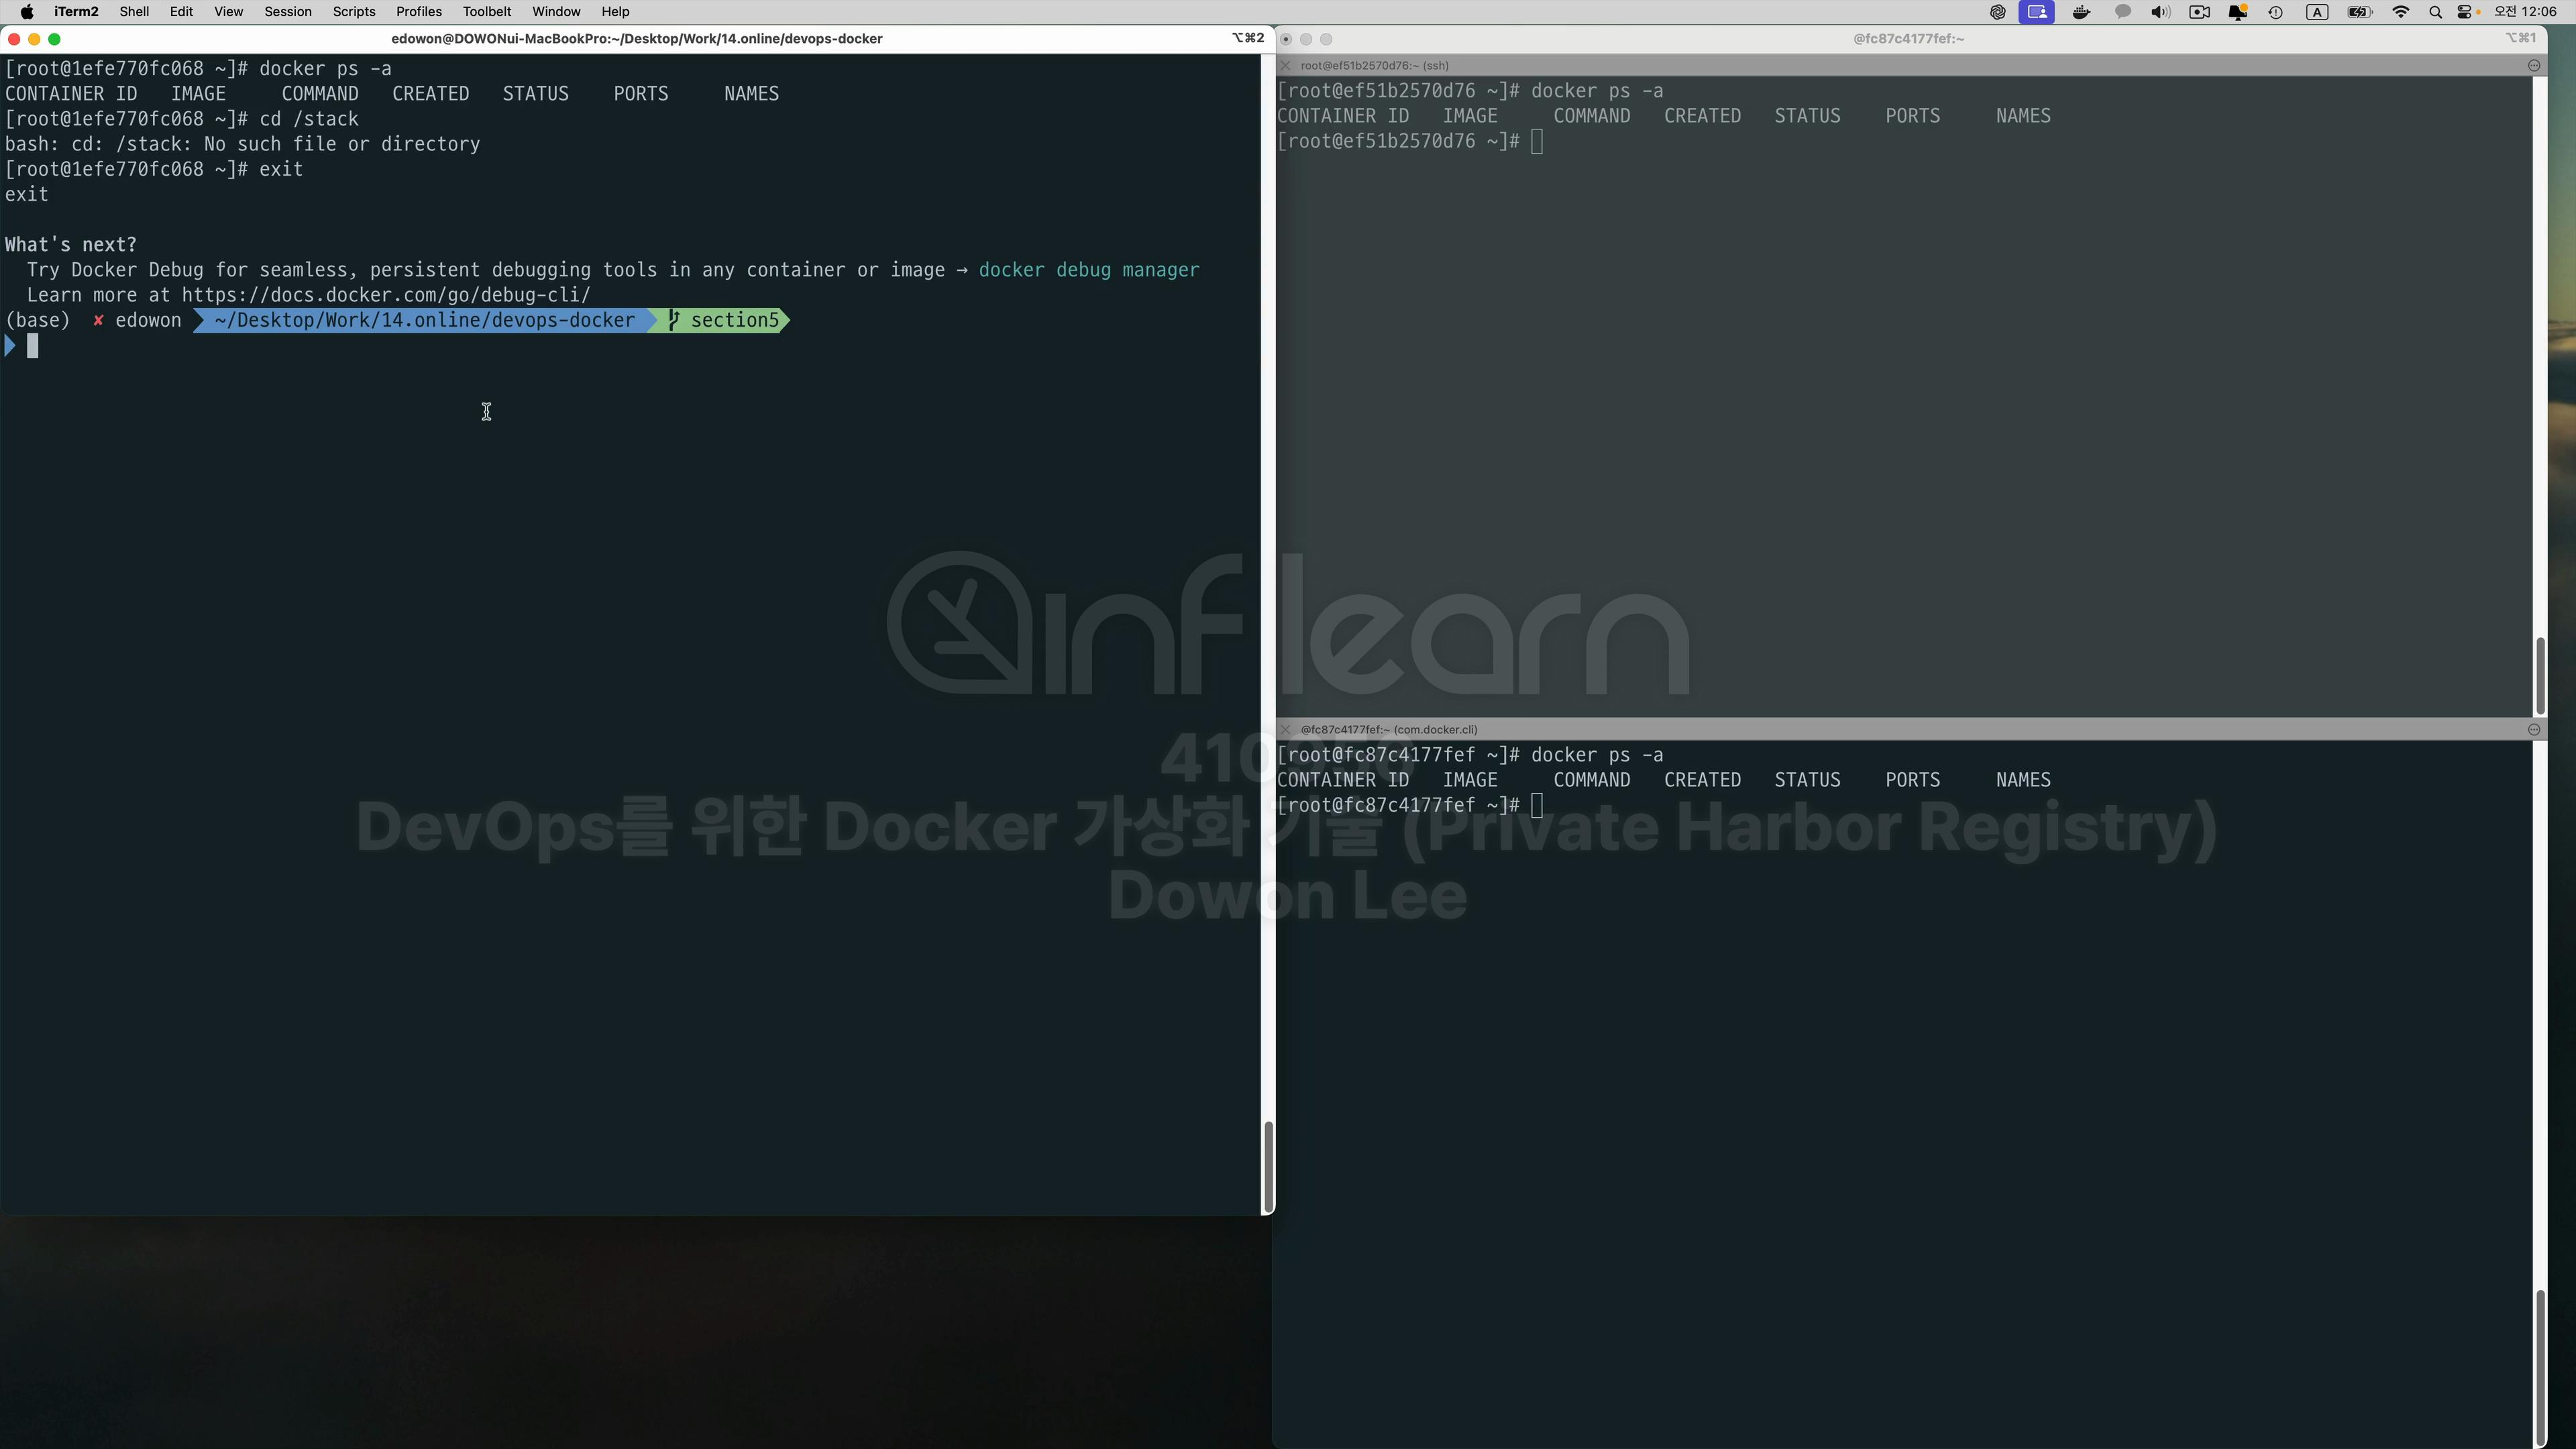 iTerm2 Shell Edit View Session Scripts Profiles Toolbelt Window Help
A 오전 12:06
edowon@DOWONui-MacBookPro:~/Desktop/Work/14.online/devops-docker ⌥⌘2
[root@1efe770fc068 ~]# docker ps -a
CONTAINER ID IMAGE COMMAND CREATED STATUS PORTS NAMES
[root@1efe770fc068 ~]# cd /stack
bash: cd: /stack: No such file or directory
[root@1efe770fc068 ~]# exit
exit
What's next?
Try Docker Debug for seamless, persistent debugging tools in any container or image → docker debug manager
Learn more at https://docs.docker.com/go/debug-cli/
(base) ✘ edowon ~/Desktop/Work/14.online/devops-docker section5
@fc87c4177fef:~ ⌥⌘1
root@ef51b2570d76:~ (ssh)
[root@ef51b2570d76 ~]# docker ps -a
CONTAINER ID IMAGE COMMAND CREATED STATUS PORTS NAMES
[root@ef51b2570d76 ~]#
@fc87c4177fef:~ (com.docker.cli)
[root@fc87c4177fef ~]# docker ps -a
CONTAINER ID IMAGE COMMAND CREATED STATUS PORTS NAMES
[root@fc87c4177fef ~]#
inflearn
DevOps를 위한 Docker 가상화 기술 (Private Harbor Registry)
Dowon Lee